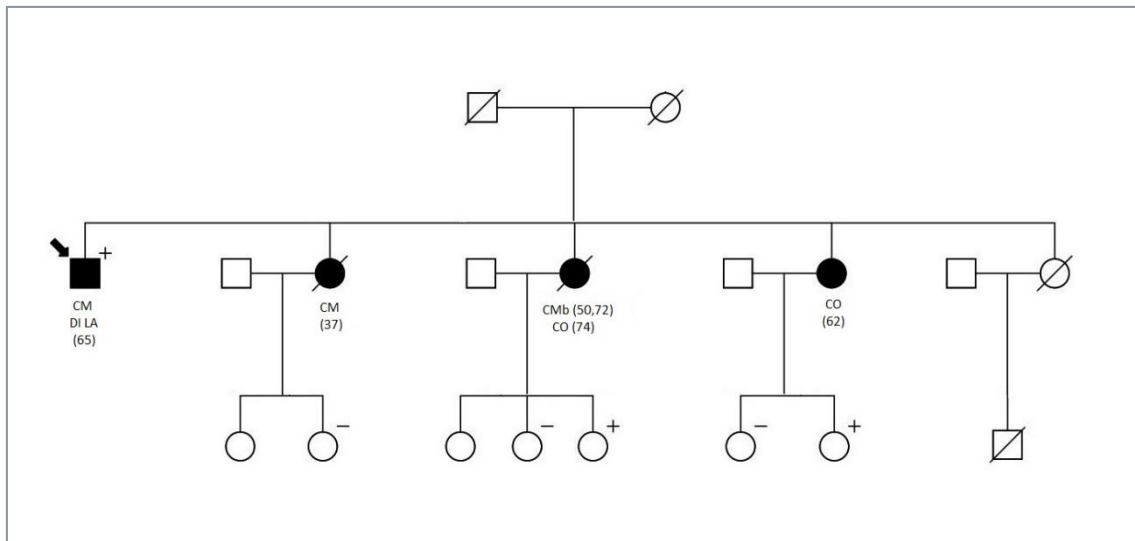 +
CM
DI LA
(65)
CM
(37)
CMb (50,72)
CO (74)
CO
(62)
−
−
+
−
+